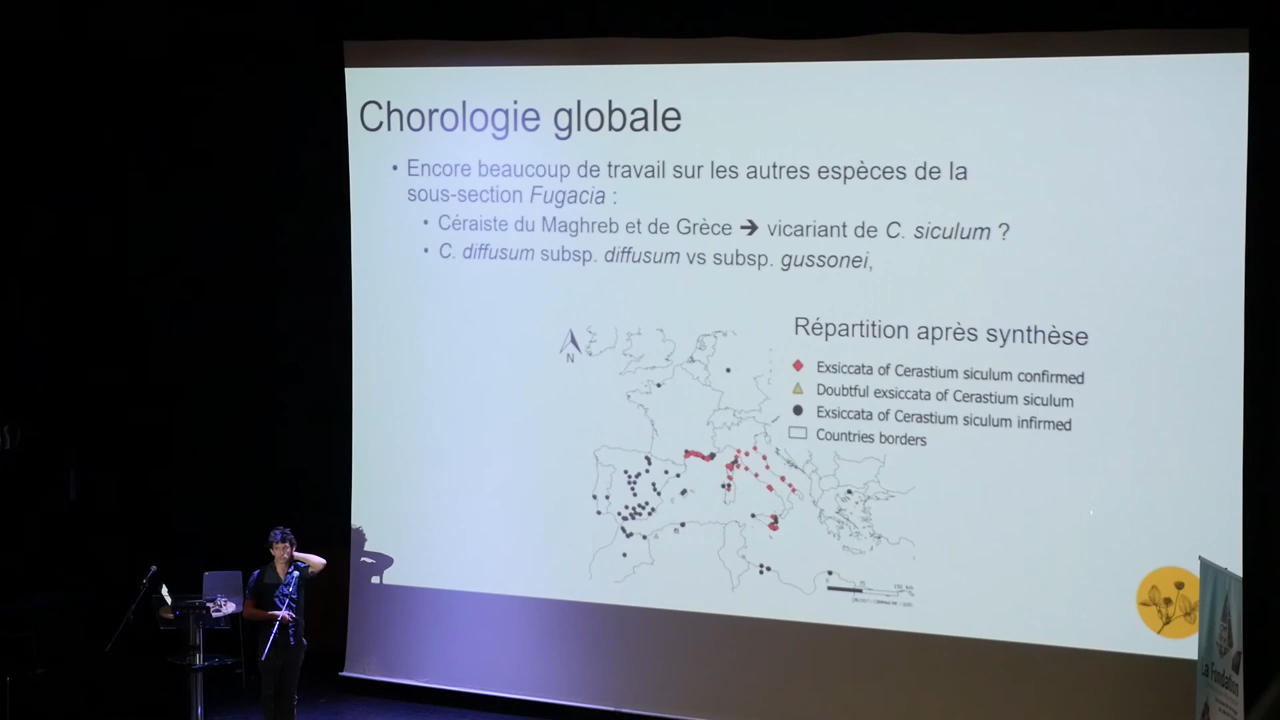 Chorologie globale
• Encore beaucoup de travail sur les autres espèces de la
sous-section Fugacia :
• Céraiste du Maghreb et de Grèce ➔ vicariant de C. siculum ?
• C. diffusum subsp. diffusum vs subsp. gussonei,
Répartition après synthèse
Exsiccata of Cerastium siculum confirmed
Doubtful exsiccata of Cerastium siculum
Exsiccata of Cerastium siculum infirmed
Countries borders
N
La Fondation